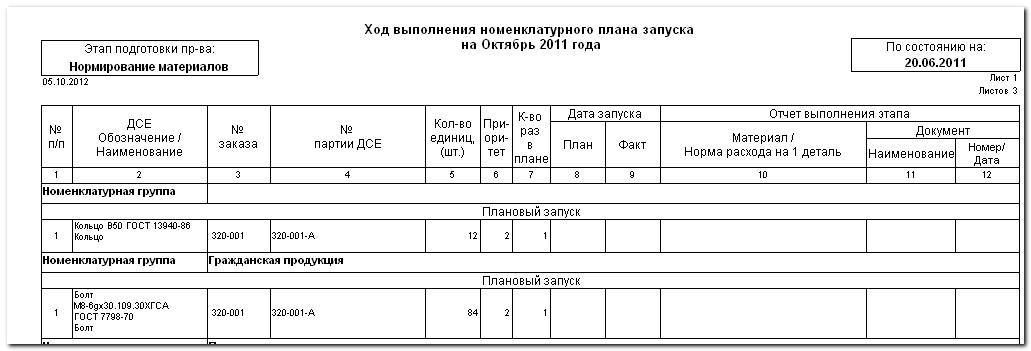 Ход выполнения номенклатурного плана запуска
на Октябрь 2011 года
Этап подготовки пр-ва:
Нормирование материалов
05.10.2012
По состоянию на:
20.06.2011
Лист 1
Листов 3
№ п/п
ДСЕ
Обозначение /
Наименование
№ заказа
№ партии ДСЕ
Кол-во единиц, (шт.)
При-ори-тет
К-во раз в плане
Дата запуска
План
Факт
Отчет выполнения этапа
Материал /
Норма расхода на 1 деталь
Документ
Наименование
Номер/ Дата
1 2 3 4 5 6 7 8 9 10 11 12
Номенклатурная группа
Плановый запуск
1 Кольцо В50 ГОСТ 13940-86
Кольцо 320-001 320-001-А 12 2 1
Номенклатурная группа Гражданская продукция
Плановый запуск
Болт
М8-6gх30.109.30ХГСА
1 ГОСТ 7798-70 320-001 320-001-А 84 2 1
Болт